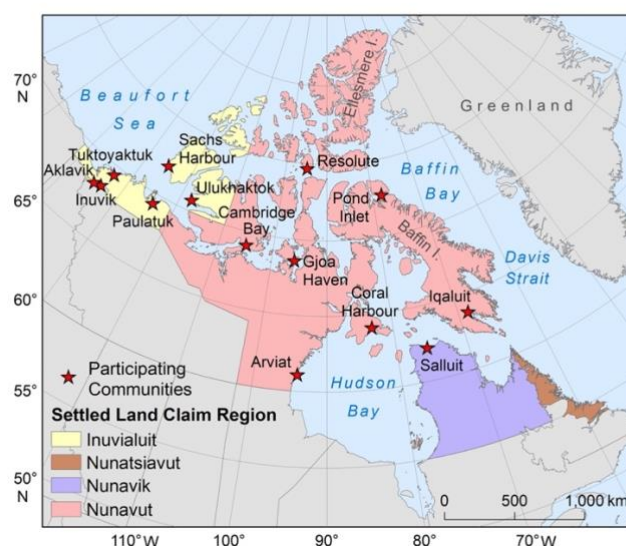 70°
N
65°
60°
55°
50°
N
Beaufort
Sea
Ellesmere I.
Greenland
Sachs
Harbour
Tuktoyaktuk
Aklavik
Inuvik
Ulukhaktok
Paulatuk
Cambridge
Bay
Resolute
Baffin
Bay
Pond
Inlet
Baffin I.
Davis
Strait
Gjoa
Haven
Coral
Harbour
Iqaluit
Arviat
Salluit
Hudson
Bay
Participating
Communities
Settled Land Claim Region
Inuvialuit
Nunatsiavut
Nunavik
Nunavut
0 500 1,000 km
110°W 100° 90° 80° 70°W